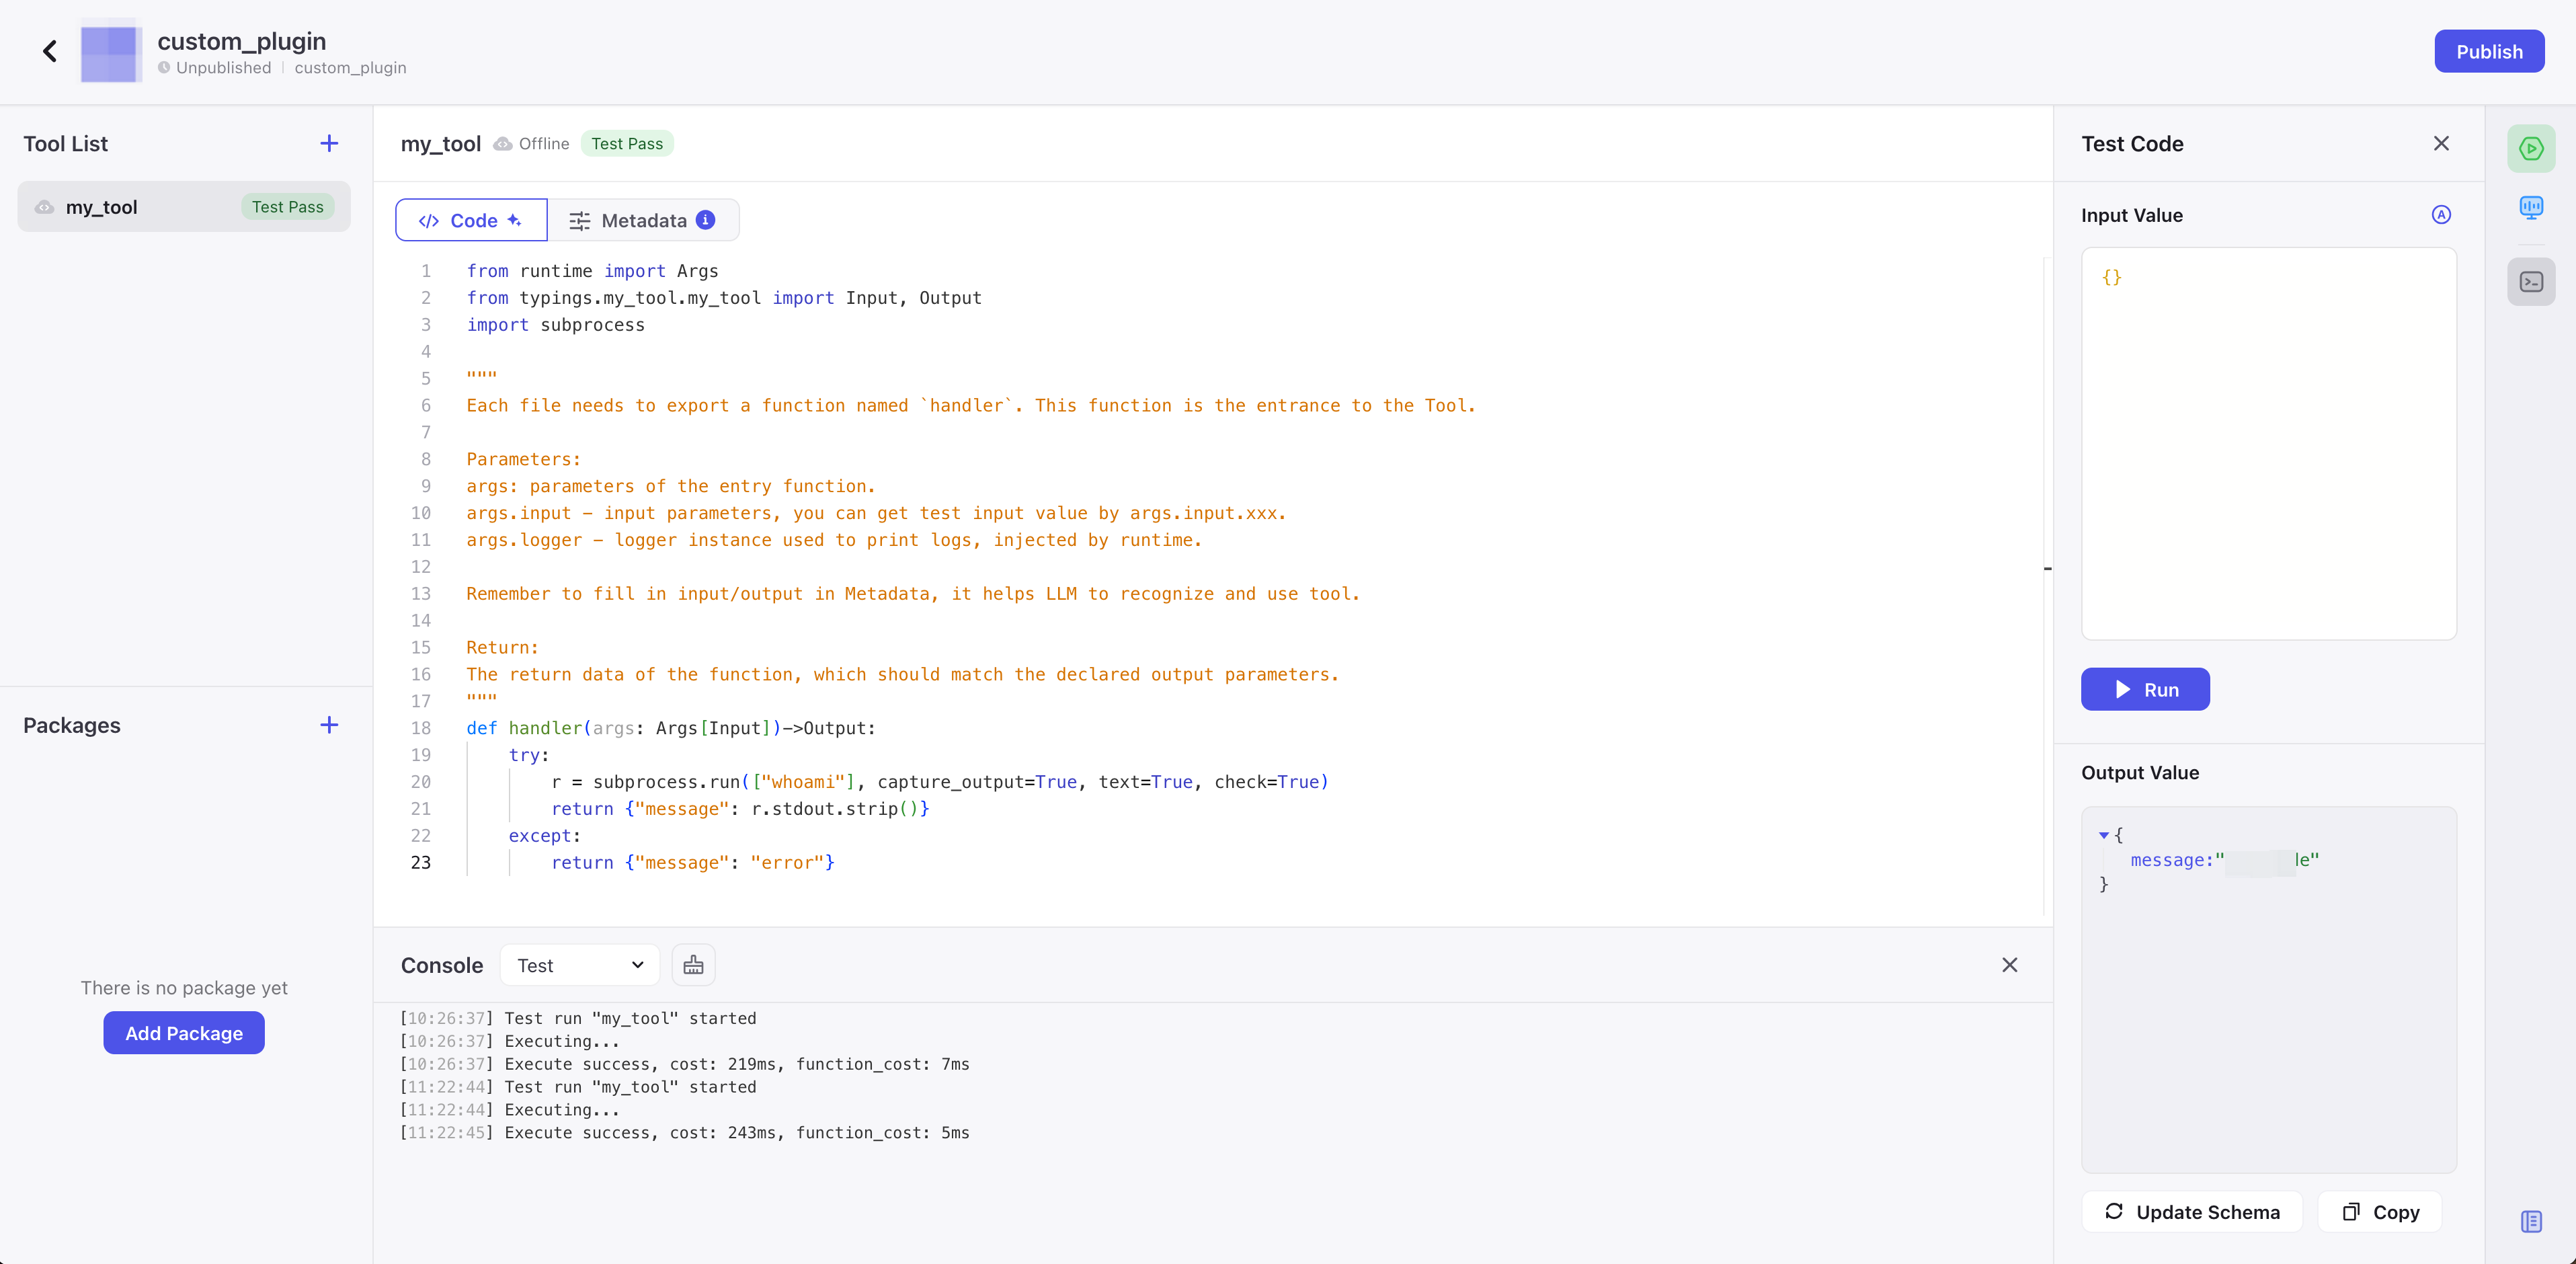 custom_plugin
Unpublished | custom_plugin
Publish
Tool List
my_tool Test Pass
Packages
There is no package yet
Add Package
my_tool Offline Test Pass
Code Metadata
1 from runtime import Args
2 from typings.my_tool.my_tool import Input, Output
3 import subprocess
4
5 """
6 Each file needs to export a function named `handler`. This function is the entrance to the Tool.
7
8 Parameters:
9 args: parameters of the entry function.
10 args.input - input parameters, you can get test input value by args.input.xxx.
11 args.logger - logger instance used to print logs, injected by runtime.
12
13 Remember to fill in input/output in Metadata, it helps LLM to recognize and use tool.
14
15 Return:
16 The return data of the function, which should match the declared output parameters.
17 """
18 def handler(args: Args[Input])->Output:
19     try:
20         r = subprocess.run(["whoami"], capture_output=True, text=True, check=True)
21         return {"message": r.stdout.strip()}
22     except:
23         return {"message": "error"}
Console Test
[10:26:37] Test run "my_tool" started
[10:26:37] Executing...
[10:26:37] Execute success, cost: 219ms, function_cost: 7ms
[11:22:44] Test run "my_tool" started
[11:22:44] Executing...
[11:22:45] Execute success, cost: 243ms, function_cost: 5ms
Test Code
Input Value A
{}
Run
Output Value
{
message:" le"
}
Update Schema Copy